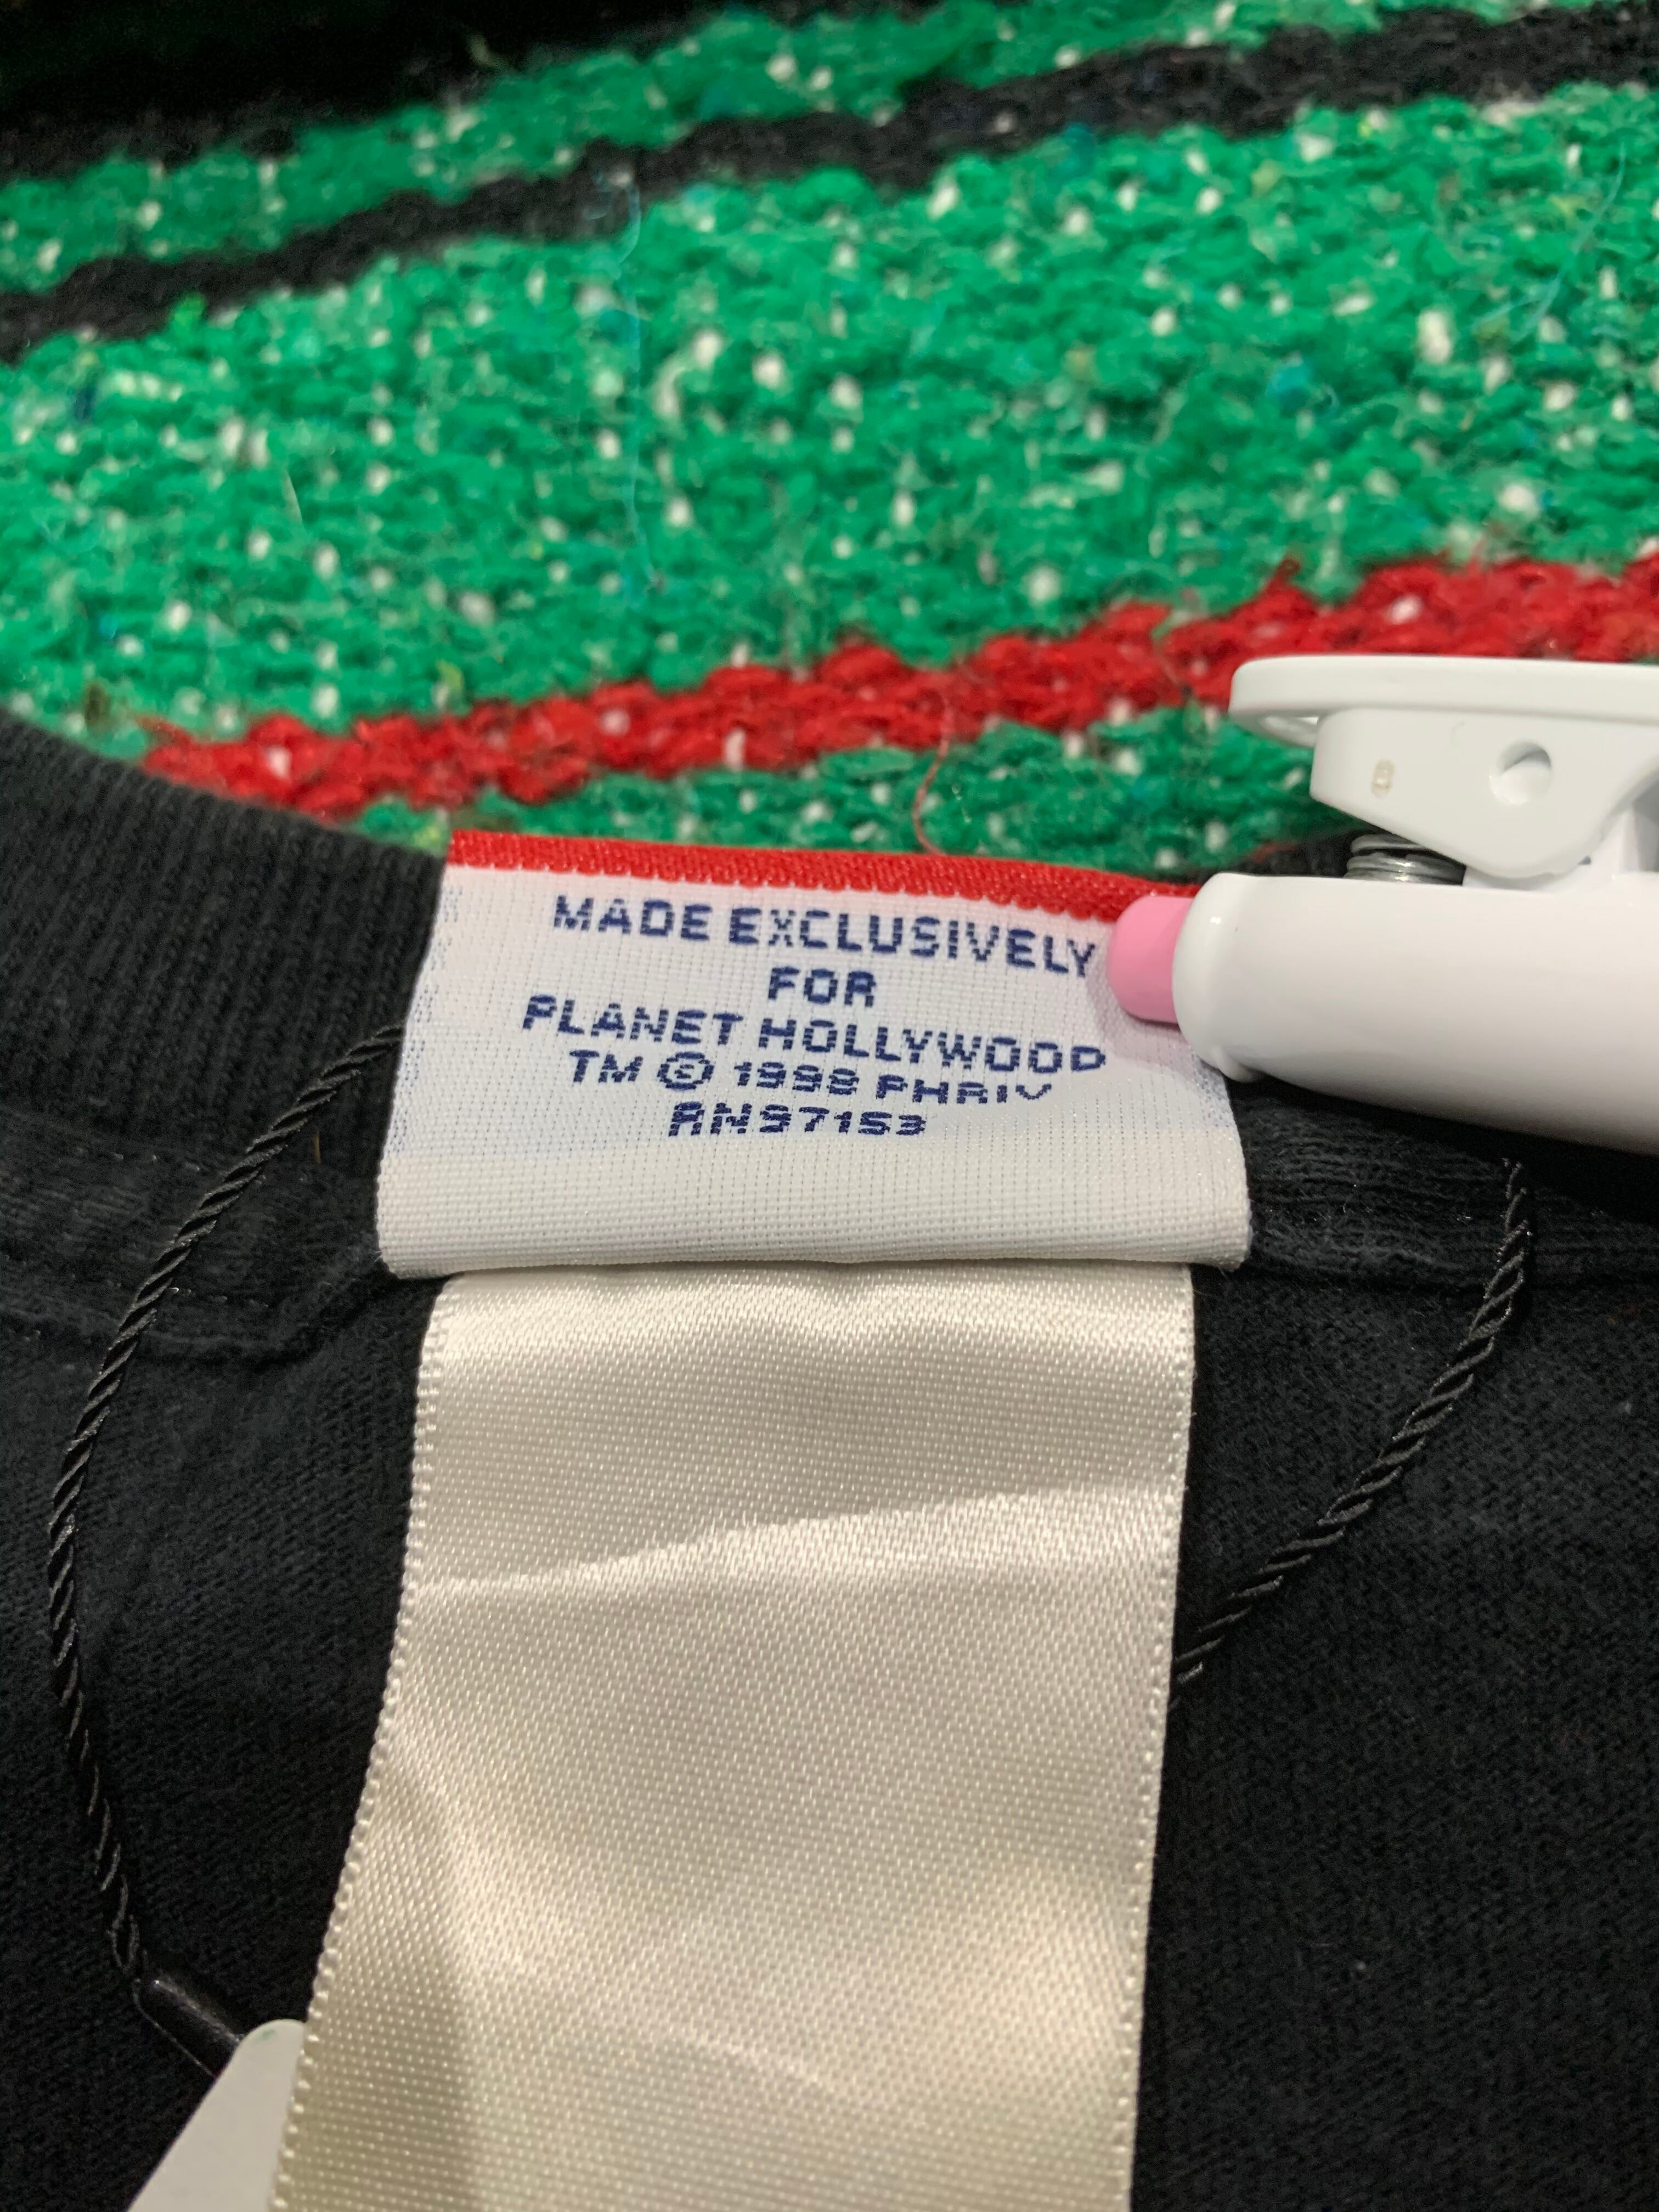 MADE EXCLUSIVELY
FOR
PLANET HOLLYWOOD
TM © 1998 PHRIV
RN97153